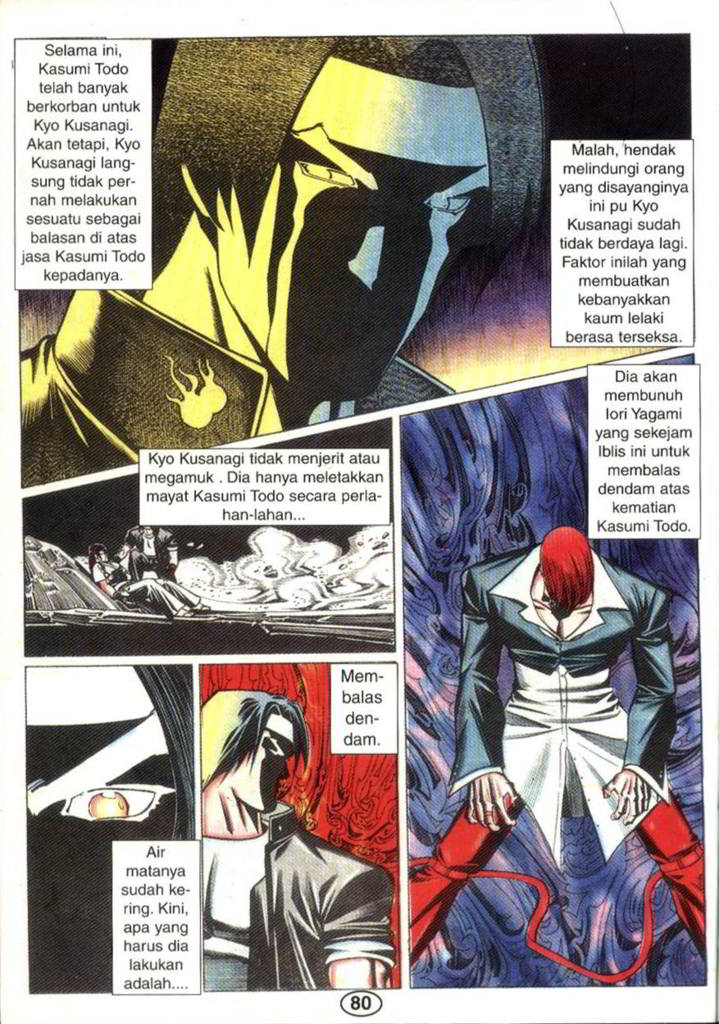 Selama ini,
Kasumi Todo
telah banyak
berkorban untuk
Kyo Kusanagi.
Akan tetapi, Kyo
Kusanagi lang-
sung tidak per-
nah melakukan
sesuatu sebagai
balasan di atas
jasa Kasumi Todo
kepadanya.
Malah, hendak
melindungi orang
yang disayanginya
ini pu Kyo
Kusanagi sudah
tidak berdaya lagi.
Faktor inilah yang
membuatkan
kebanyakkan
kaum lelaki
berasa terseksa.
Kyo Kusanagi tidak menjerit atau
megamuk . Dia hanya meletakkan
mayat Kasumi Todo secara perla-
han-lahan...
Dia akan
membunuh
Iori Yagami
yang sekejam
Iblis ini untuk
membalas
dendam atas
kematian
Kasumi Todo.
Air
matanya
sudah ke-
ring. Kini,
apa yang
harus dia
lakukan
adalah....
Mem-
balas
den-
dam.
80